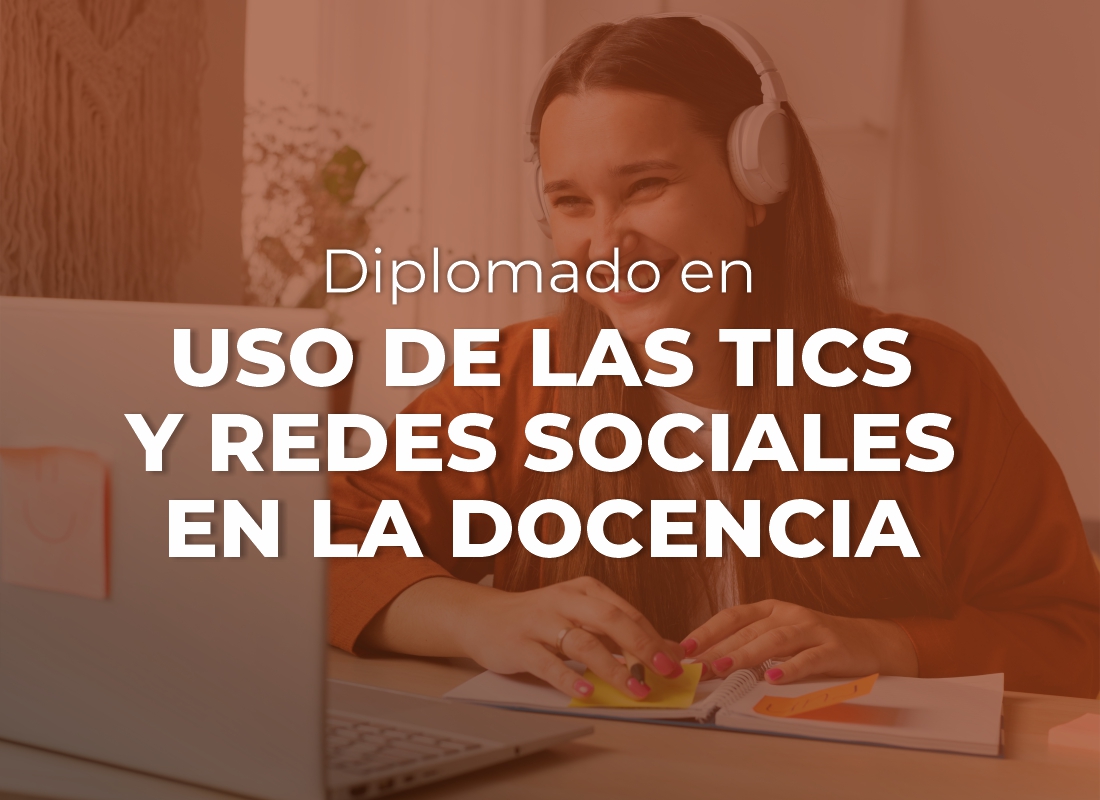 Diplomado en
USO DE LAS TICS
Y REDES SOCIALES
EN LA DOCENCIA